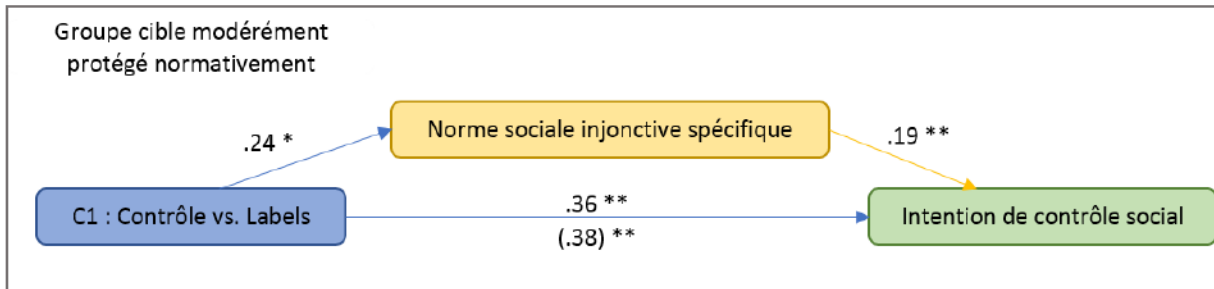 Groupe cible modérément
protégé normativement
Norme sociale injonctive spécifique
.24 *
.19 **
C1 : Contrôle vs. Labels
.36 **
(.38) **
Intention de contrôle social